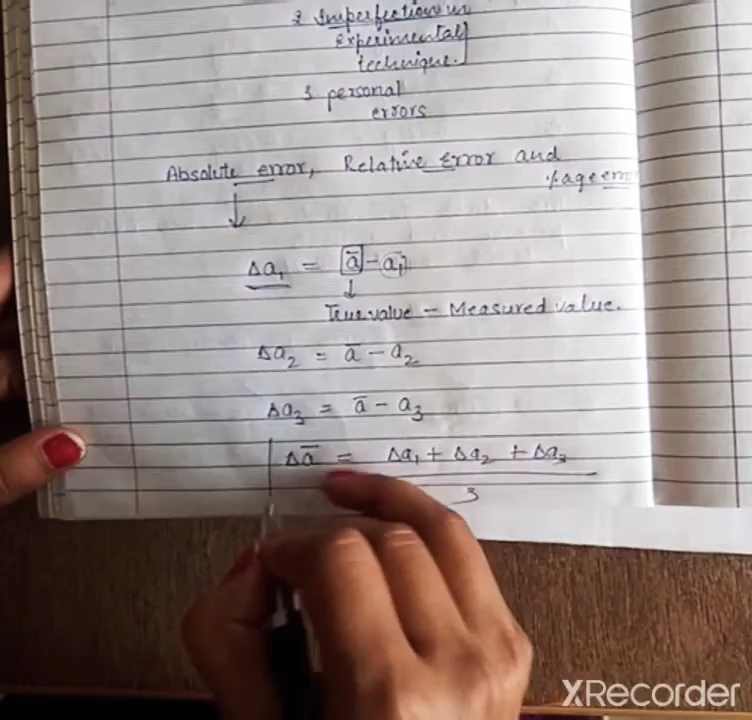 2 Imperfection in
experimental
technique.
3. personal
errors
Absolute error, Relative Error and
%age error
↓
Δa₁ = a̅ - a₁
↓
True value - Measured value.
Δa₂ = a̅ - a₂
Δa₃ = a̅ - a₃
Δa̅ = Δa₁ + Δa₂ + Δa₃
3
XRecorder